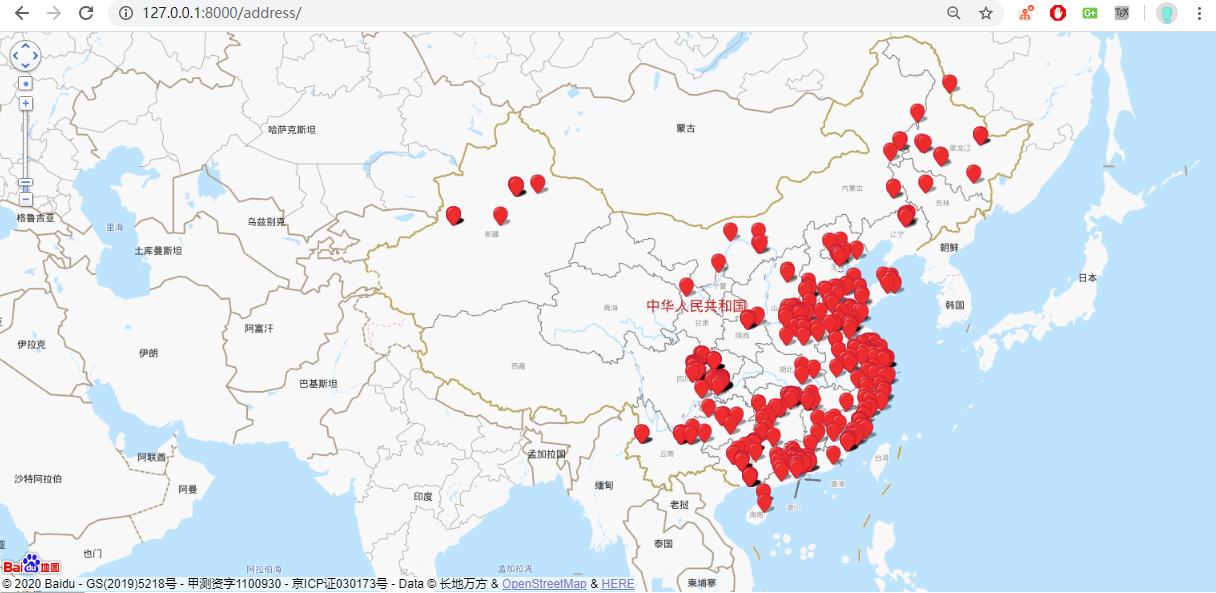 127.0.0.1:8000/address/
哈萨克斯坦
蒙古
黑龙江
内蒙古
吉林
格鲁吉亚
里海
乌兹别克
新疆
辽宁
朝鲜
土库曼斯坦
日本
宁夏
青海
中华人民共和国
韩国
甘肃
陕西
阿富汗
伊拉克
伊朗
西藏
湖北
巴基斯坦
四川
云南
孟加拉国
阿联酋
台湾
沙特阿拉伯
阿曼
缅甸
香港
印度
老挝
澳门
海南
泰国
也门
阿拉伯海
孟加拉湾
柬埔寨
Bai du 地图
© 2020 Baidu - GS(2019)5218号 - 甲测资字1100930 - 京ICP证030173号 - Data © 长地万方 & OpenStreetMap & HERE